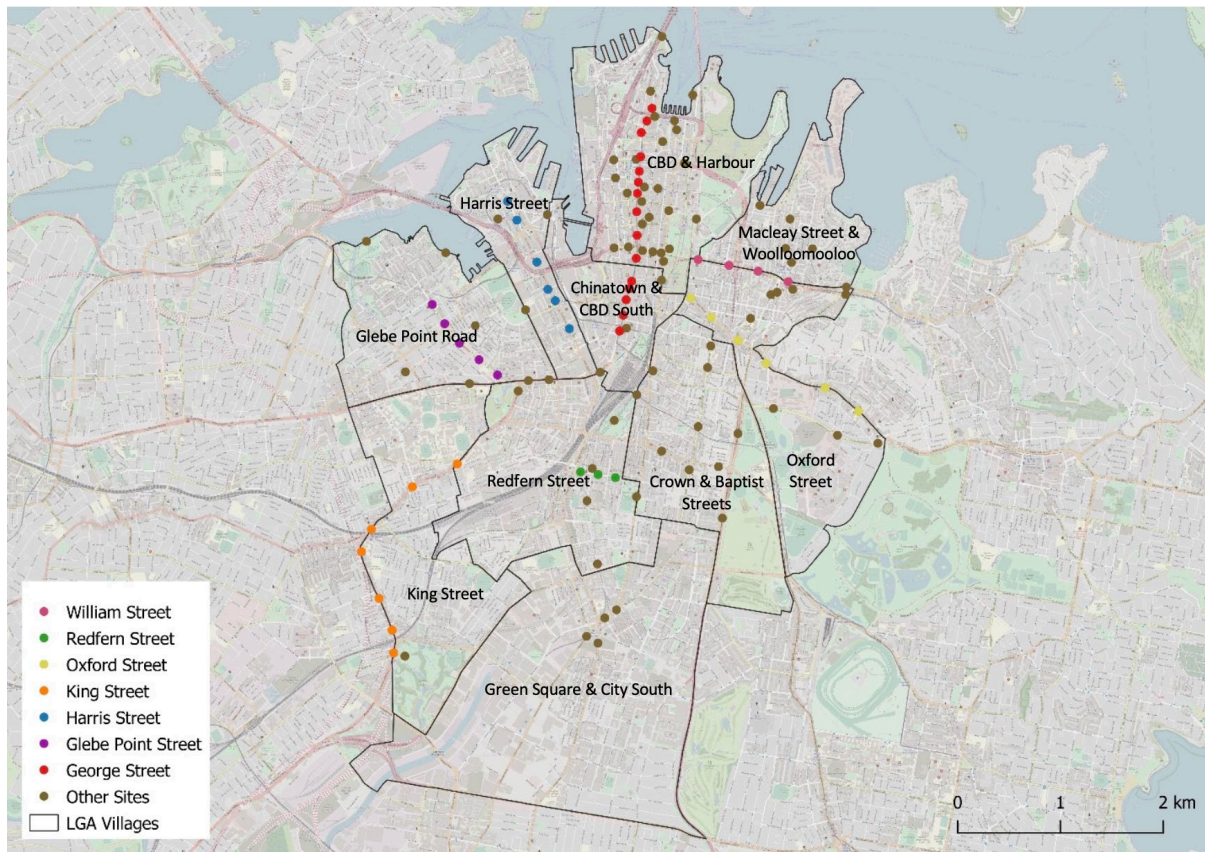 CBD & Harbour
Harris Street
Macleay Street &
Woolloomooloo
Chinatown &
CBD South
Glebe Point Road
Redfern Street
Crown & Baptist
Streets
Oxford
Street
King Street
Green Square & City South
William Street
Redfern Street
Oxford Street
King Street
Harris Street
Glebe Point Street
George Street
Other Sites
LGA Villages
0 1 2 km